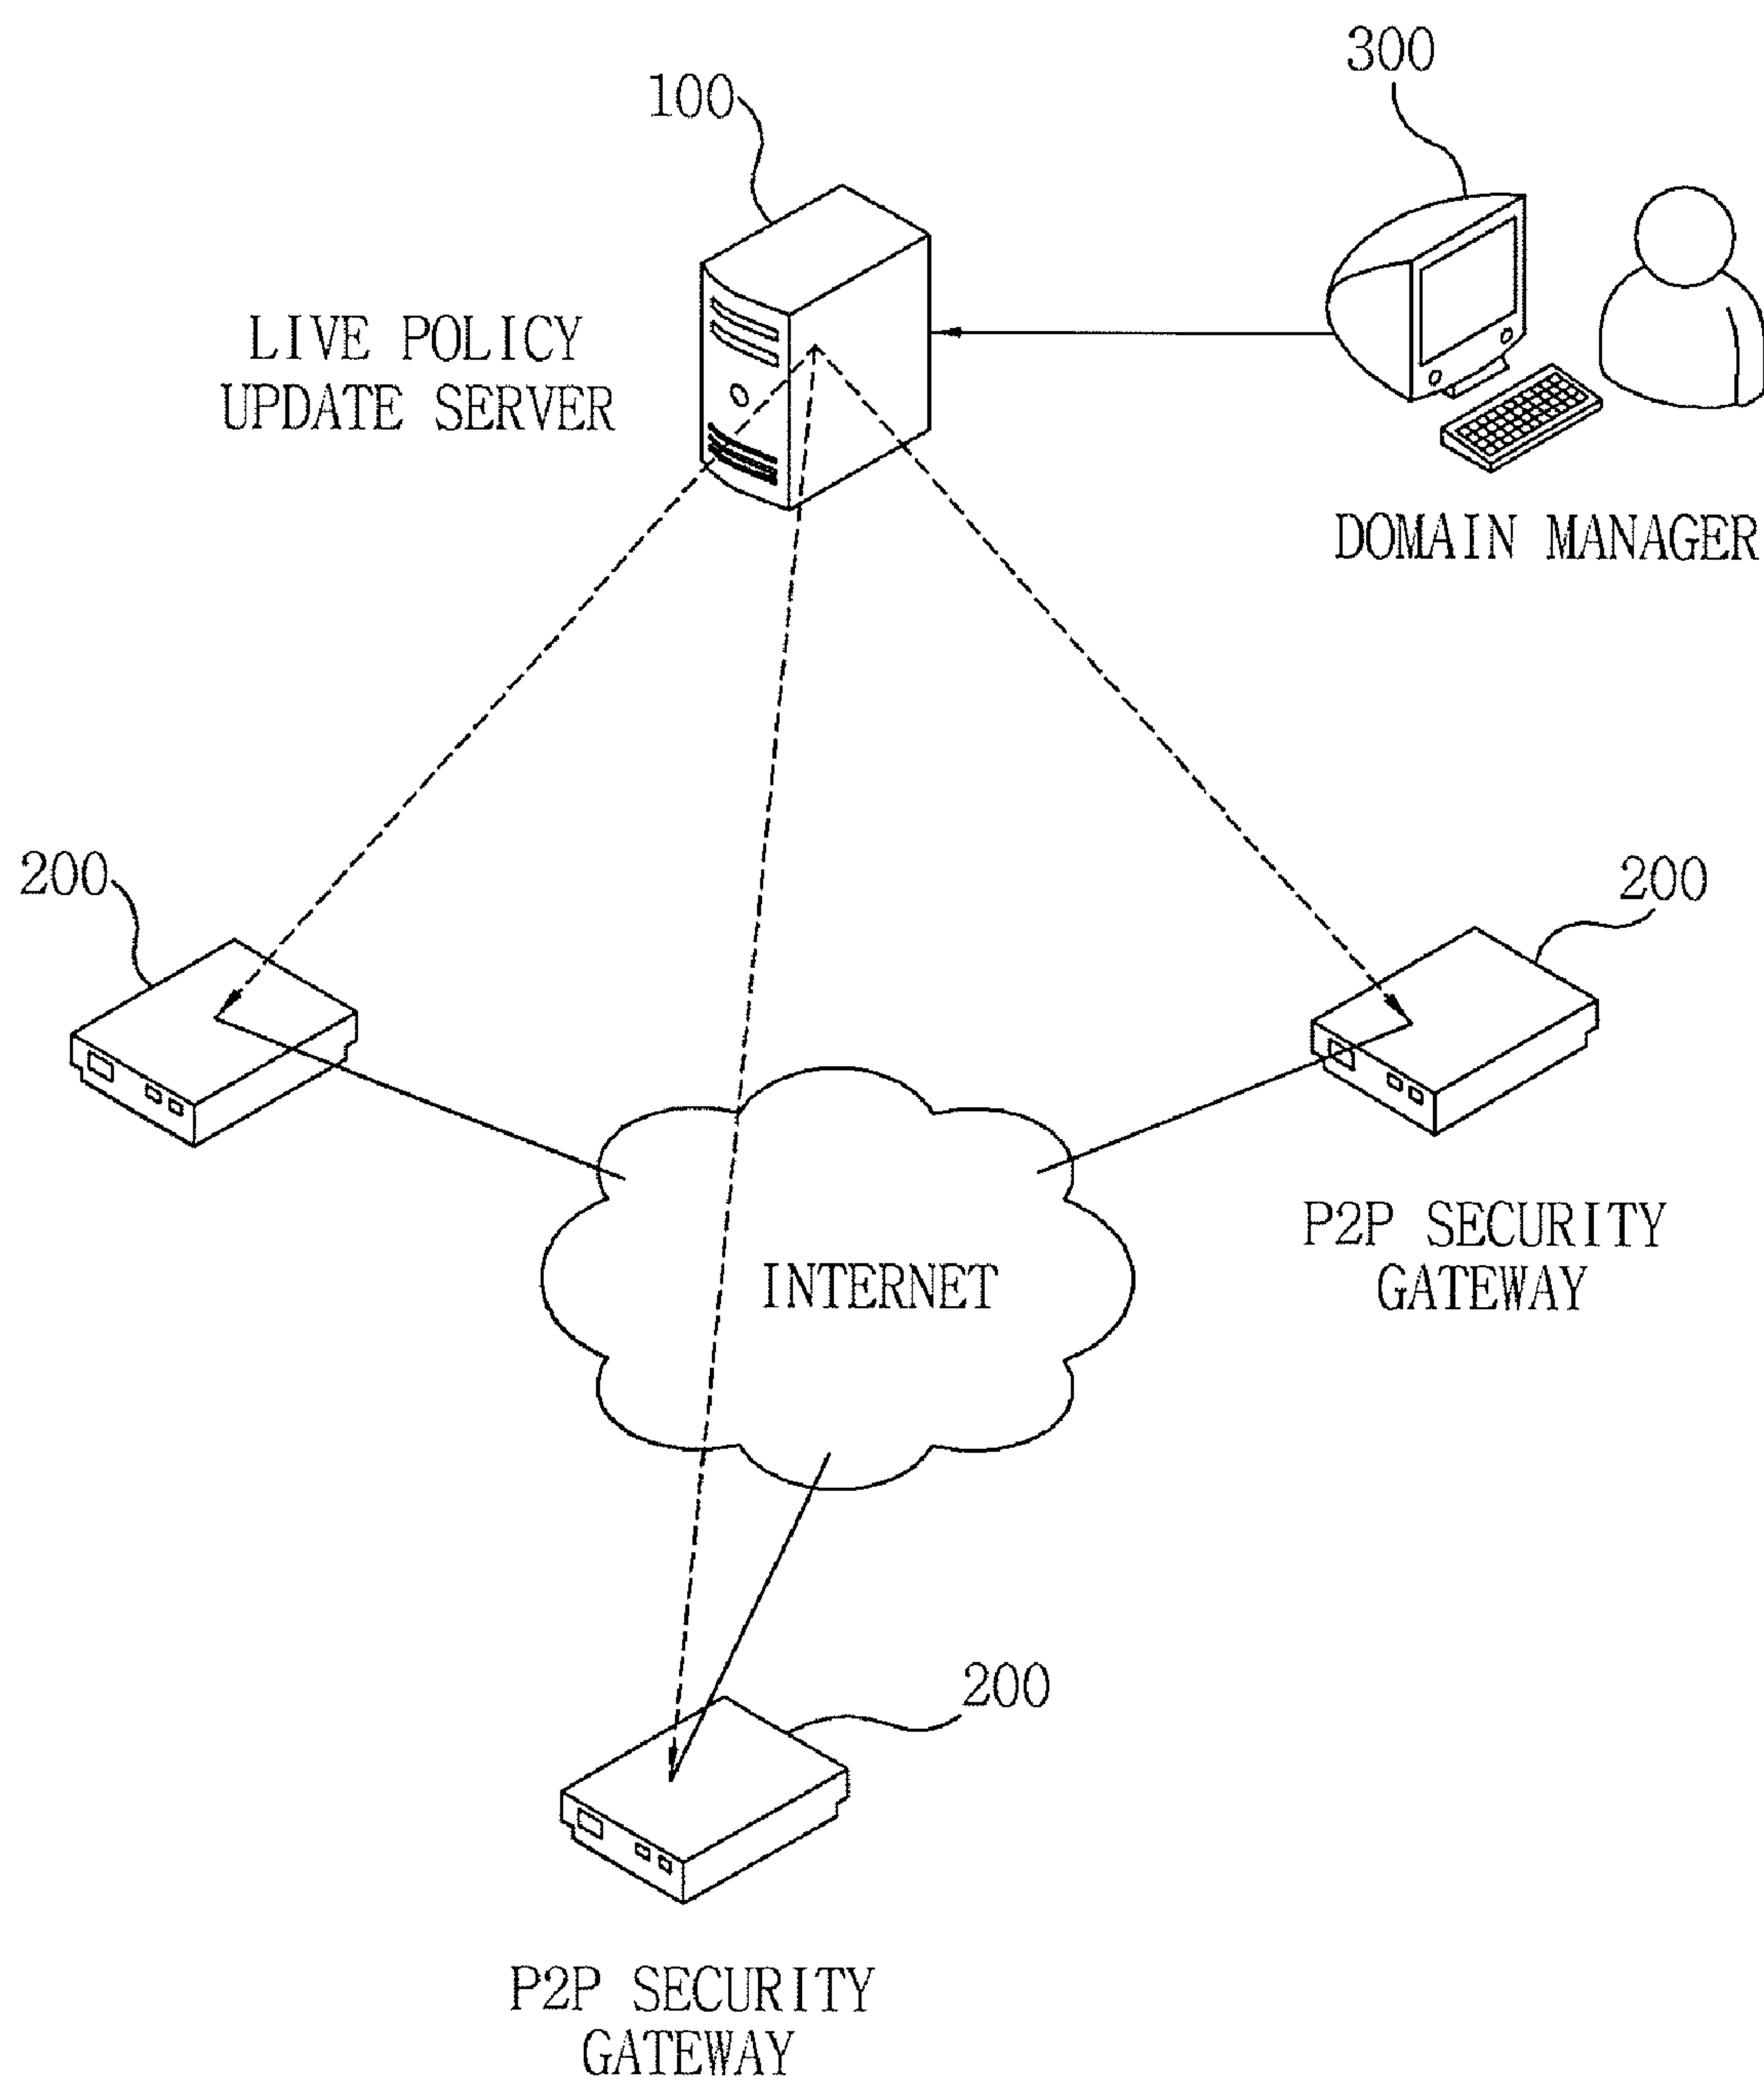 300
100
LIVE POLICY
UPDATE SERVER
DOMAIN MANAGER
200
200
P2P SECURITY
GATEWAY
INTERNET
200
P2P SECURITY
GATEWAY